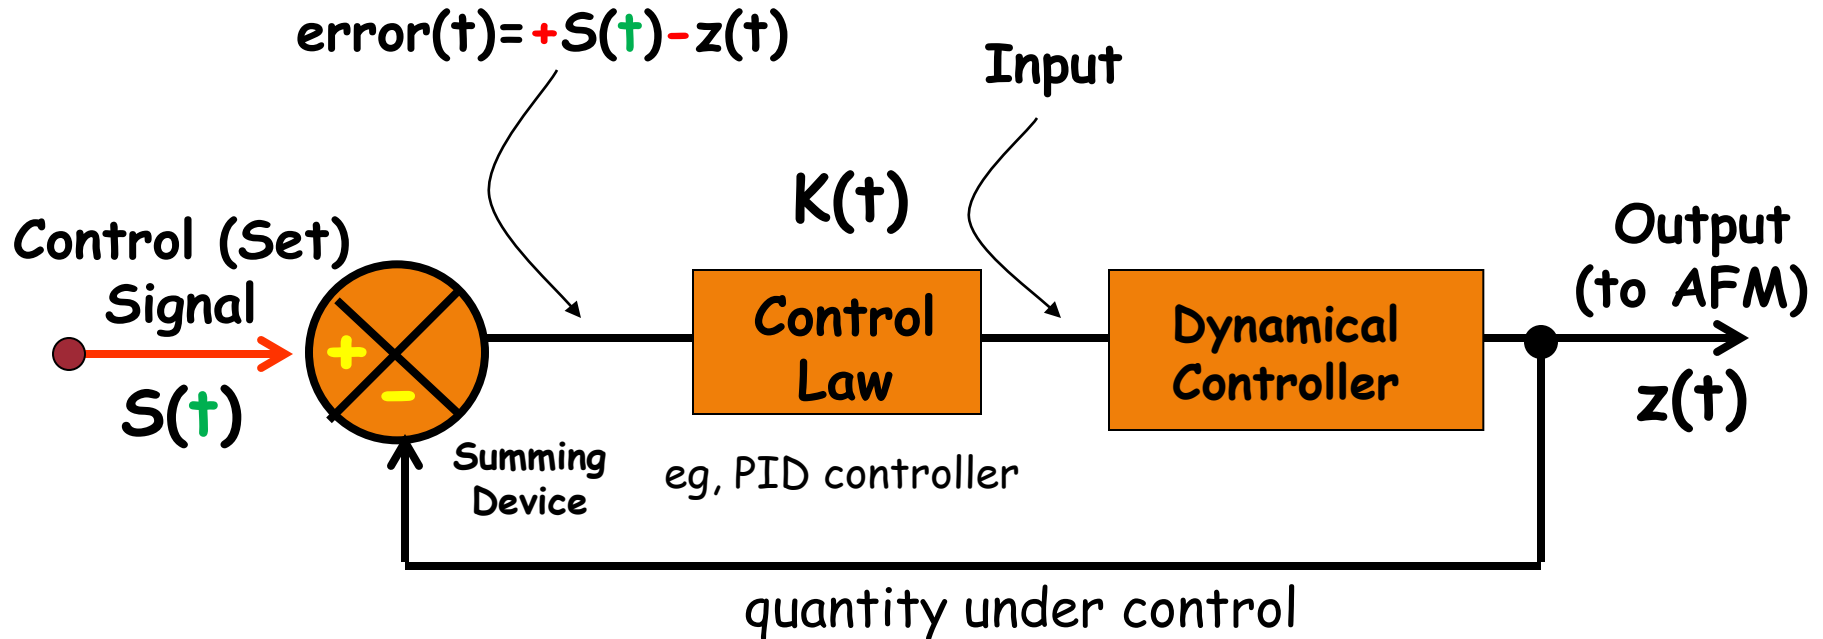 error(t)=+S(t)-z(t)
Input
K(t)
Control (Set)
Signal
S(t)
+
-
Summing
Device
Control
Law
eg, PID controller
Dynamical
Controller
Output
(to AFM)
z(t)
quantity under control